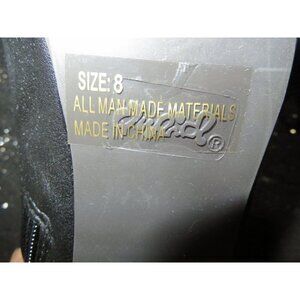 SIZE: 8
ALL MAN MADE MATERIALS
MADE IN CHINA
®